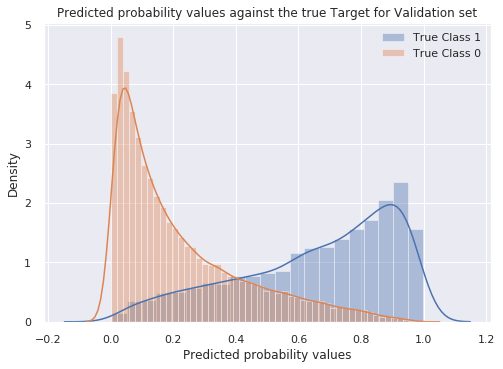 Predicted probability values against the true Target for Validation set
True Class 1
True Class 0
Density
5
4
3
2
1
0
−0.2 0.0 0.2 0.4 0.6 0.8 1.0 1.2
Predicted probability values